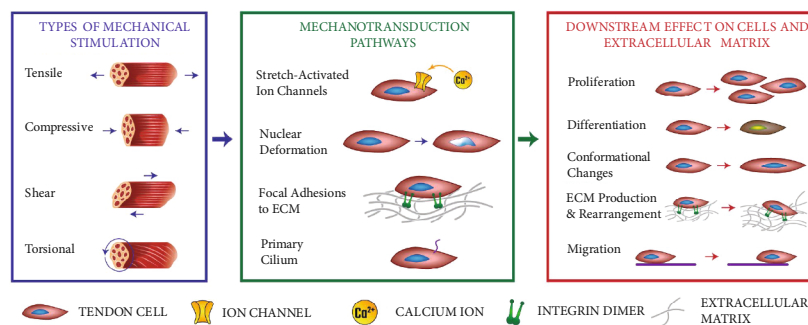 TYPES OF MECHANICAL
STIMULATION
Tensile
Compressive
Shear
Torsional
MECHANOTRANSDUCTION
PATHWAYS
Stretch-Activated
Ion Channels
Ca²⁺
Nuclear
Deformation
Focal Adhesions
to ECM
Primary
Cilium
DOWNSTREAM EFFECT ON CELLS AND
EXTRACELLULAR MATRIX
Proliferation
Differentiation
Conformational
Changes
ECM Production
& Rearrangement
Migration
TENDON CELL
ION CHANNEL
Ca²⁺
CALCIUM ION
INTEGRIN DIMER
EXTRACELLULAR
MATRIX